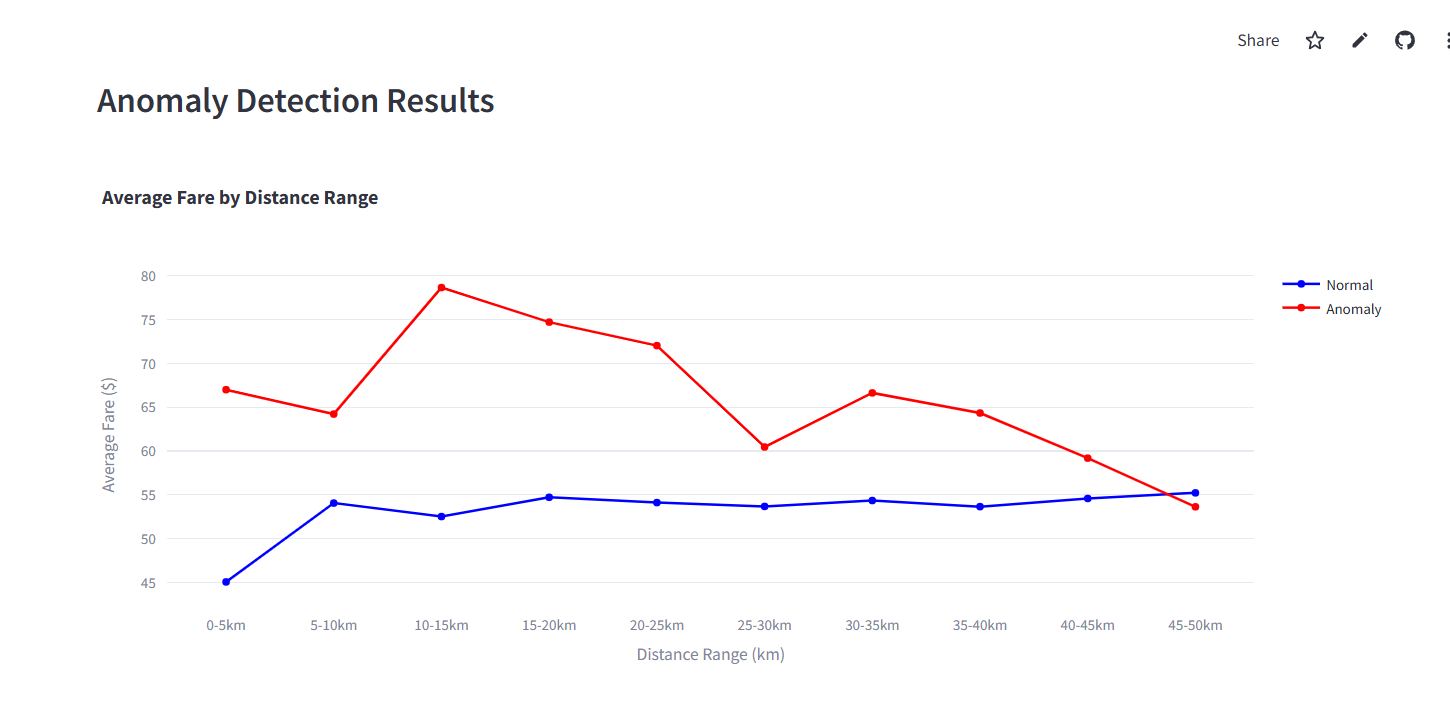 Share
Anomaly Detection Results
Average Fare by Distance Range
80
75
70
65
60
55
50
45
Average Fare ($)
Normal
Anomaly
0-5km 5-10km 10-15km 15-20km 20-25km 25-30km 30-35km 35-40km 40-45km 45-50km
Distance Range (km)